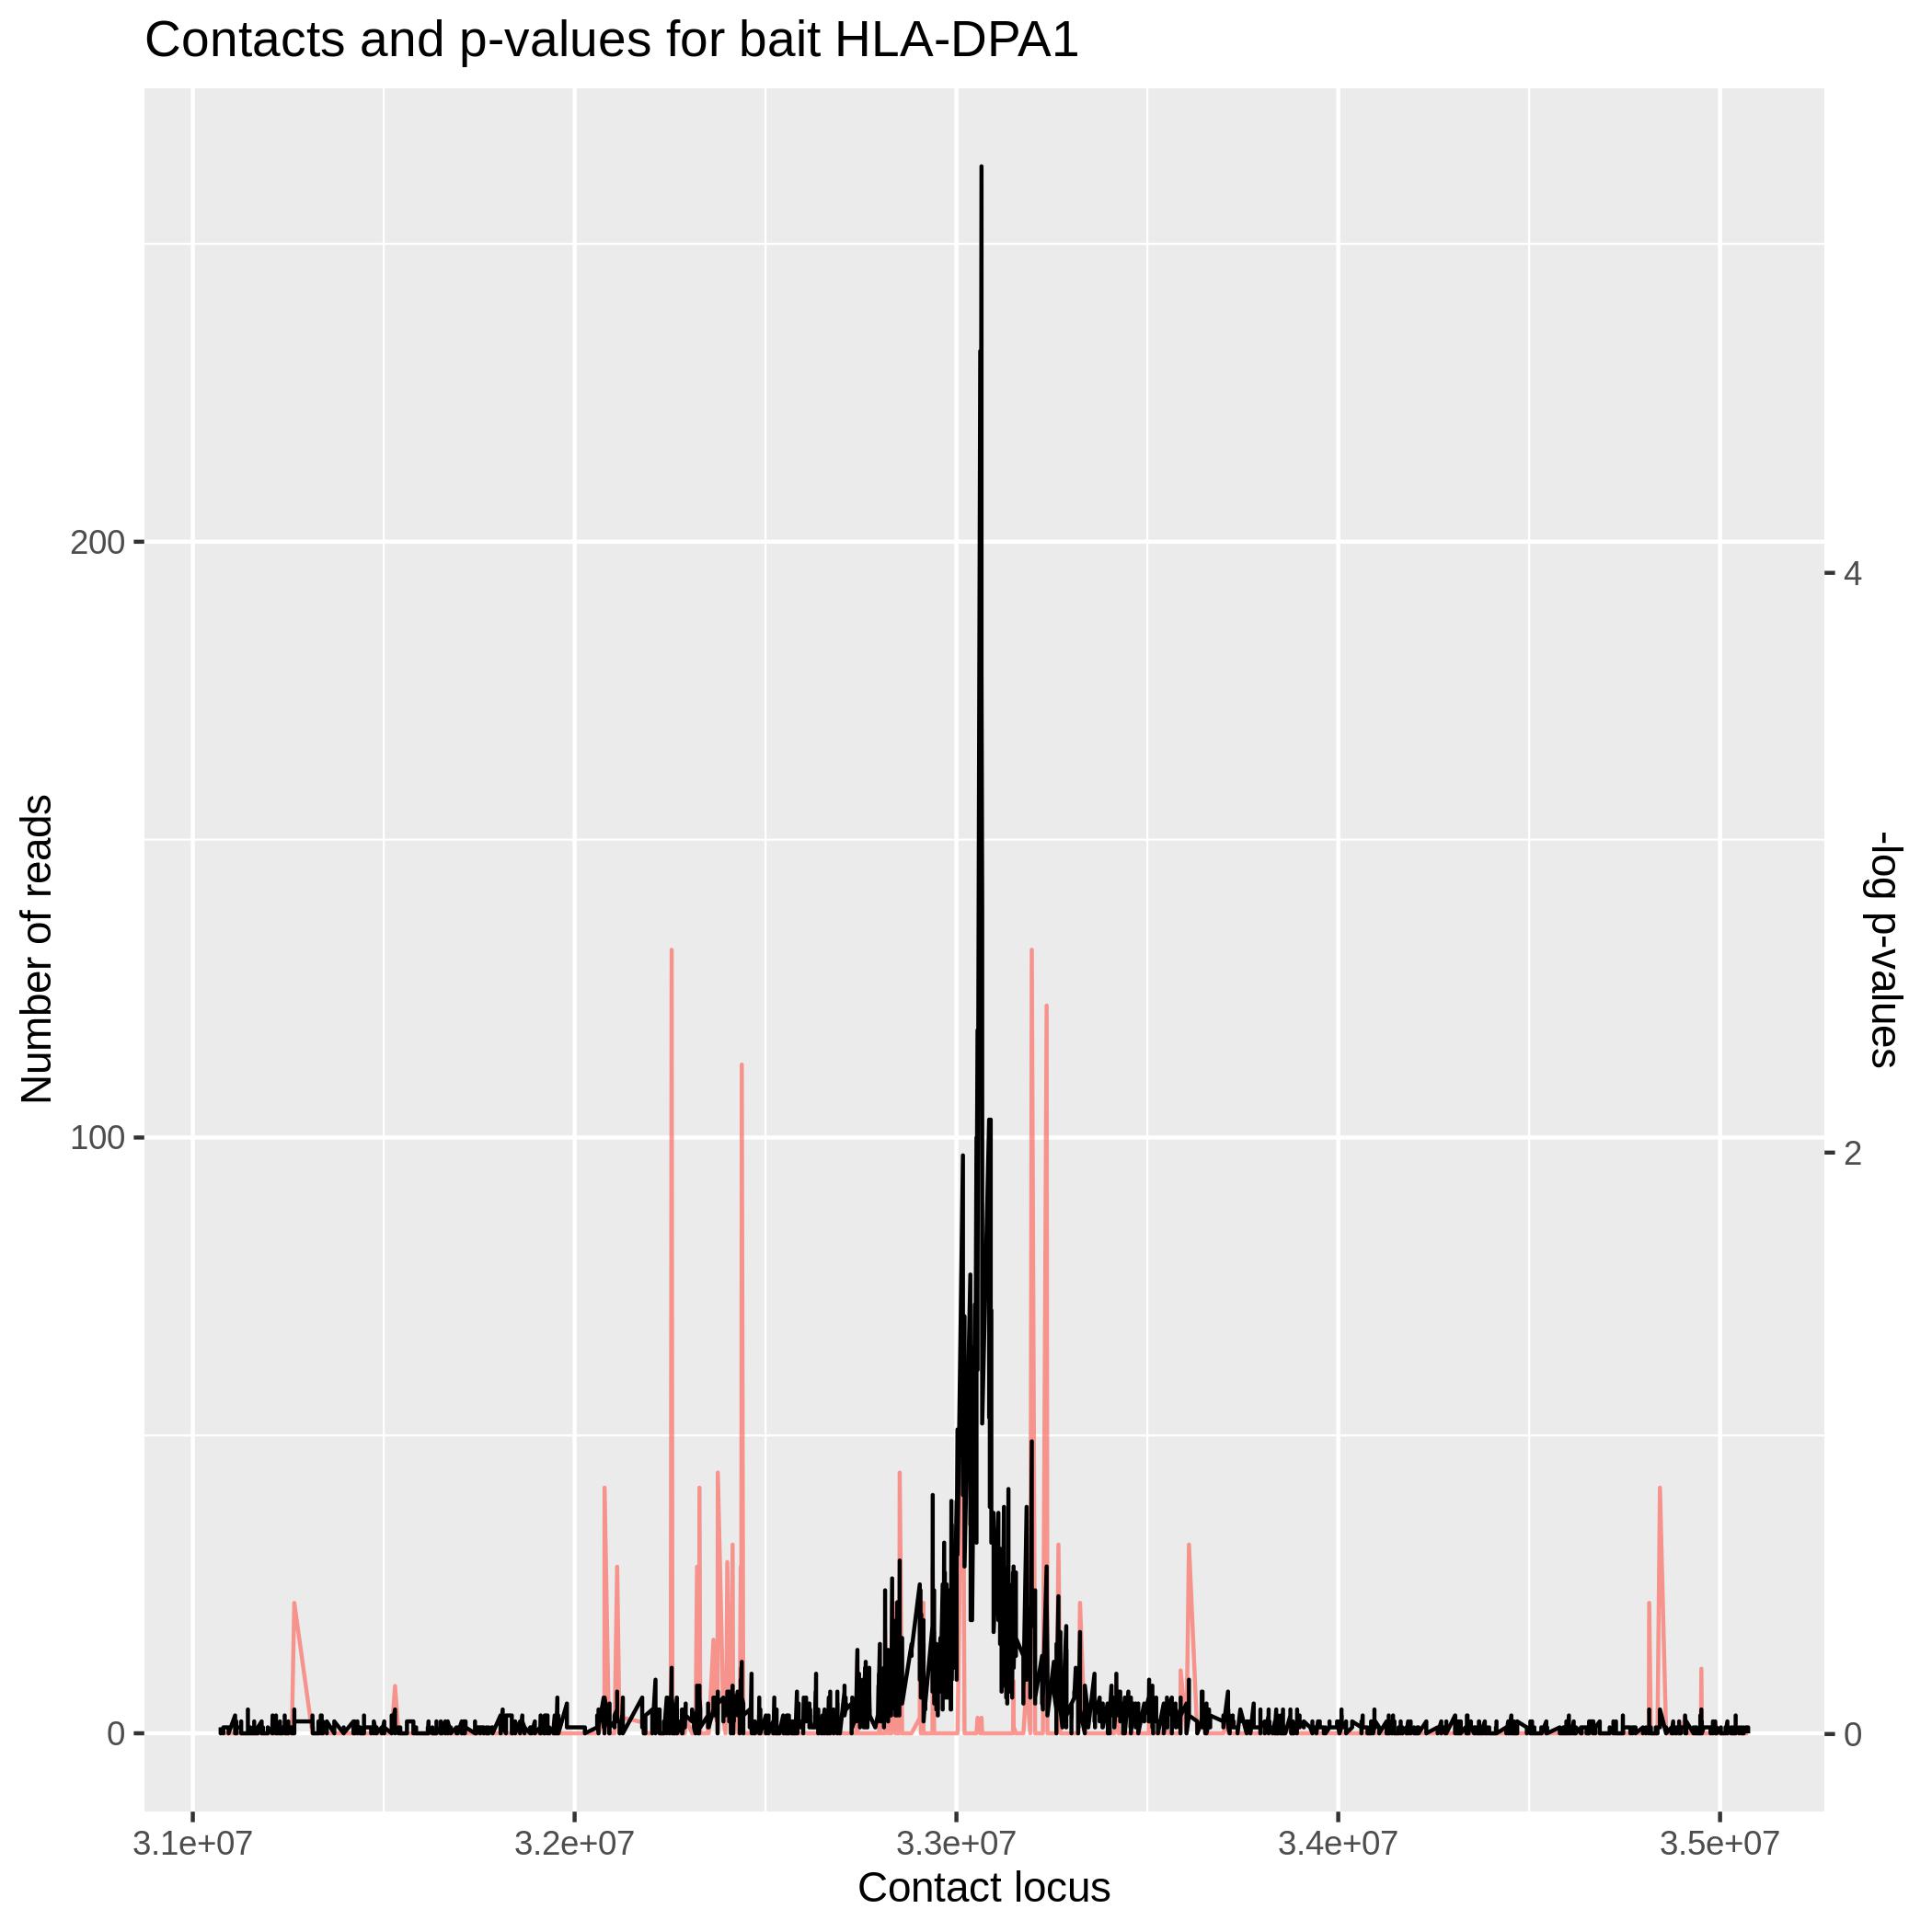 Contacts and p-values for bait HLA-DPA1
Number of reads
200
100
0
4
2
0
-log p-values
3.1e+07
3.2e+07
3.3e+07
3.4e+07
3.5e+07
Contact locus